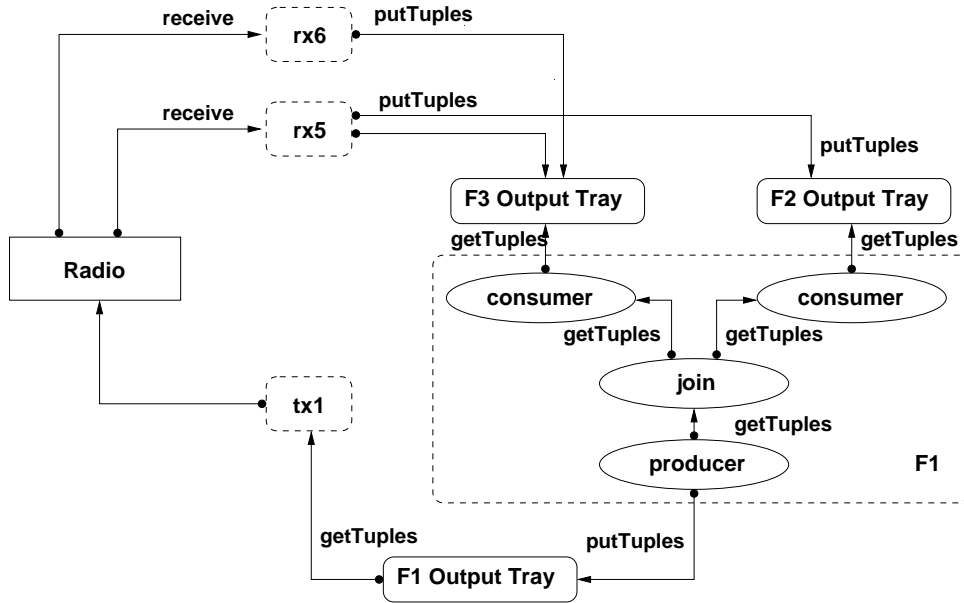 receive
rx6
putTuples
receive
rx5
putTuples
putTuples
F3 Output Tray
F2 Output Tray
getTuples
getTuples
Radio
consumer
consumer
getTuples
getTuples
join
tx1
getTuples
producer
F1
getTuples
putTuples
F1 Output Tray